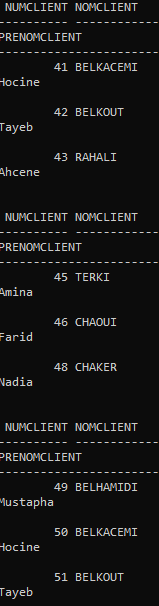 NUMCLIENT NOMCLIENT
---------- ------------
PRENOMCLIENT
-----------------------
41 BELKACEMI
Hocine
42 BELKOUT
Tayeb
43 RAHALI
Ahcene
NUMCLIENT NOMCLIENT
---------- ------------
PRENOMCLIENT
-----------------------
45 TERKI
Amina
46 CHAOUI
Farid
48 CHAKER
Nadia
NUMCLIENT NOMCLIENT
---------- ------------
PRENOMCLIENT
-----------------------
49 BELHAMIDI
Mustapha
50 BELKACEMI
Hocine
51 BELKOUT
Tayeb